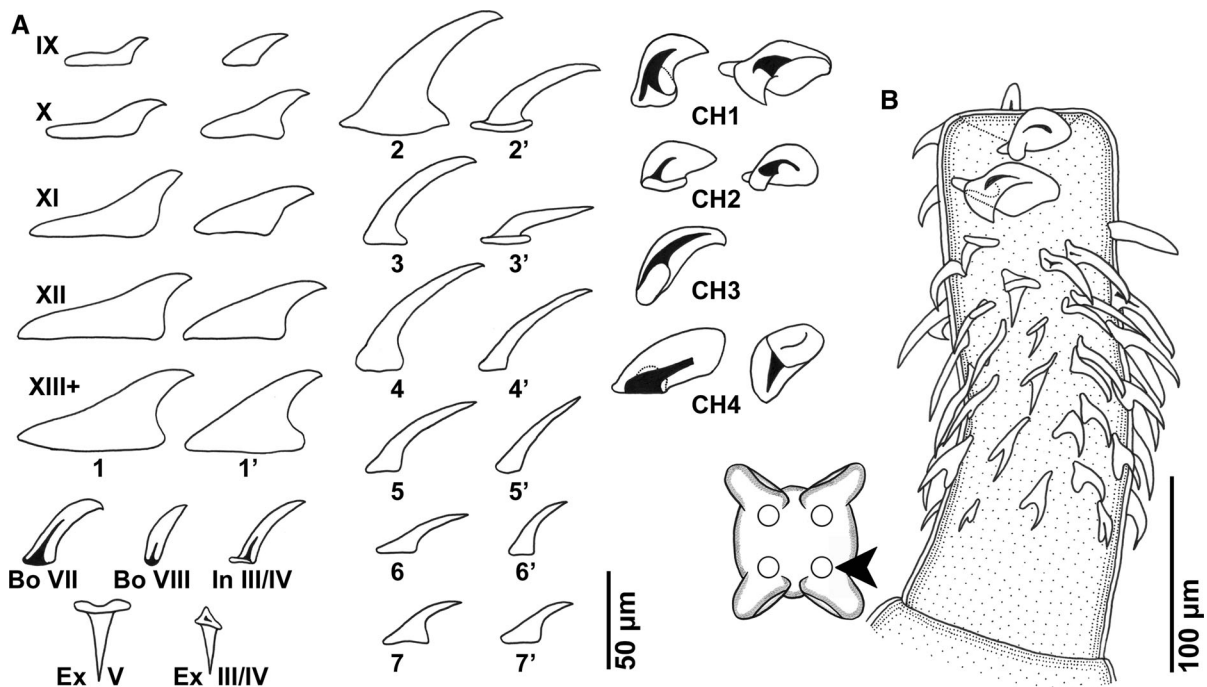 A
IX
X
XI
XII
XIII+
1 1’
2 2’
3 3’
4 4’
5 5’
6 6’
7 7’
Bo VII Bo VIII In III/IV
Ex V Ex III/IV
CH1
CH2
CH3
CH4
50 µm
B
100 µm